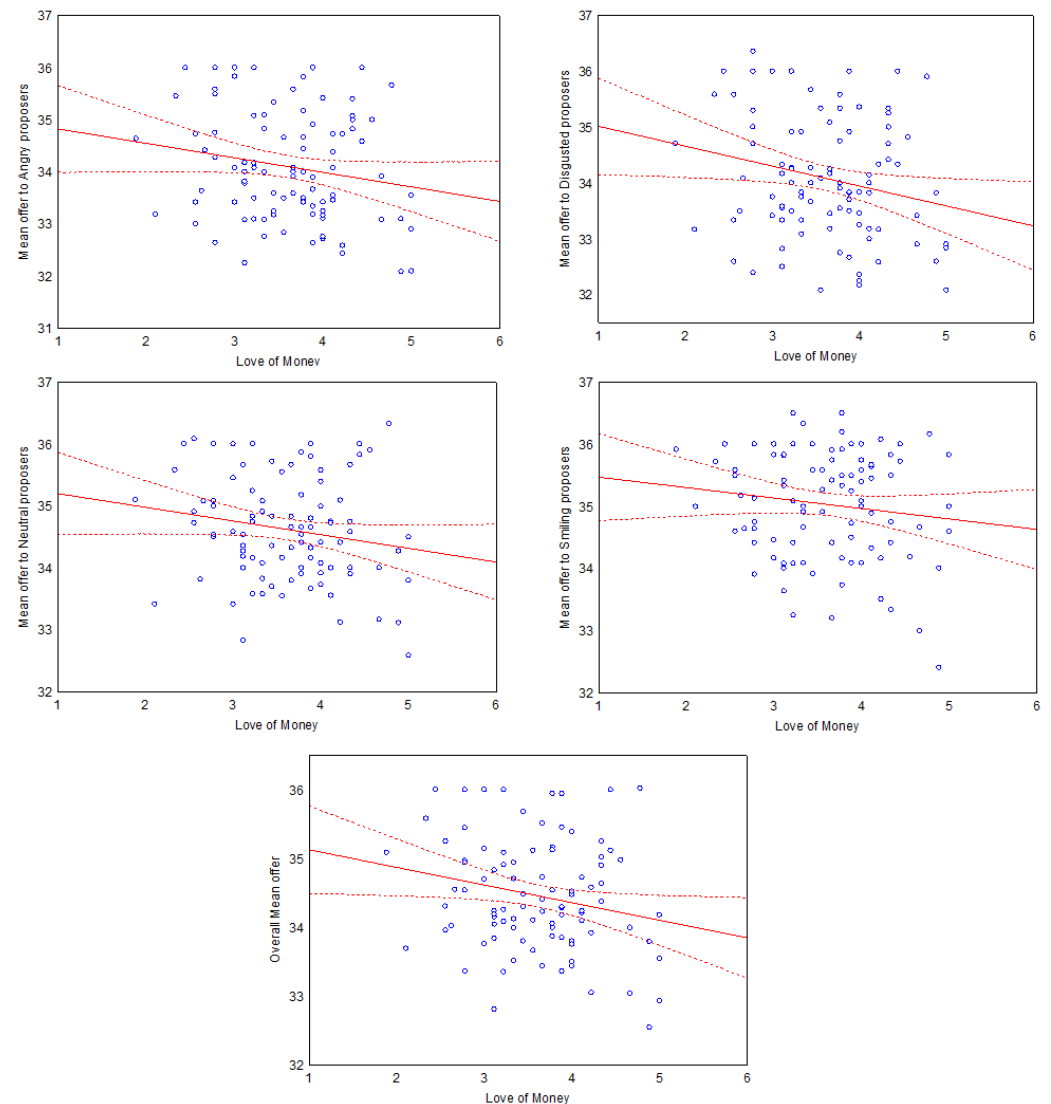 37
36
35
34
33
32
31
Mean offer to Angry proposers
1 2 3 4 5 6
Love of Money
37
36
35
34
33
32
Mean offer to Disgusted proposers
1 2 3 4 5 6
Love of Money
37
36
35
34
33
32
Mean offer to Neutral proposers
1 2 3 4 5 6
Love of Money
37
36
35
34
33
32
Mean offer to Smiling proposers
1 2 3 4 5 6
Love of Money
36
35
34
33
32
Overall Mean offer
1 2 3 4 5 6
Love of Money